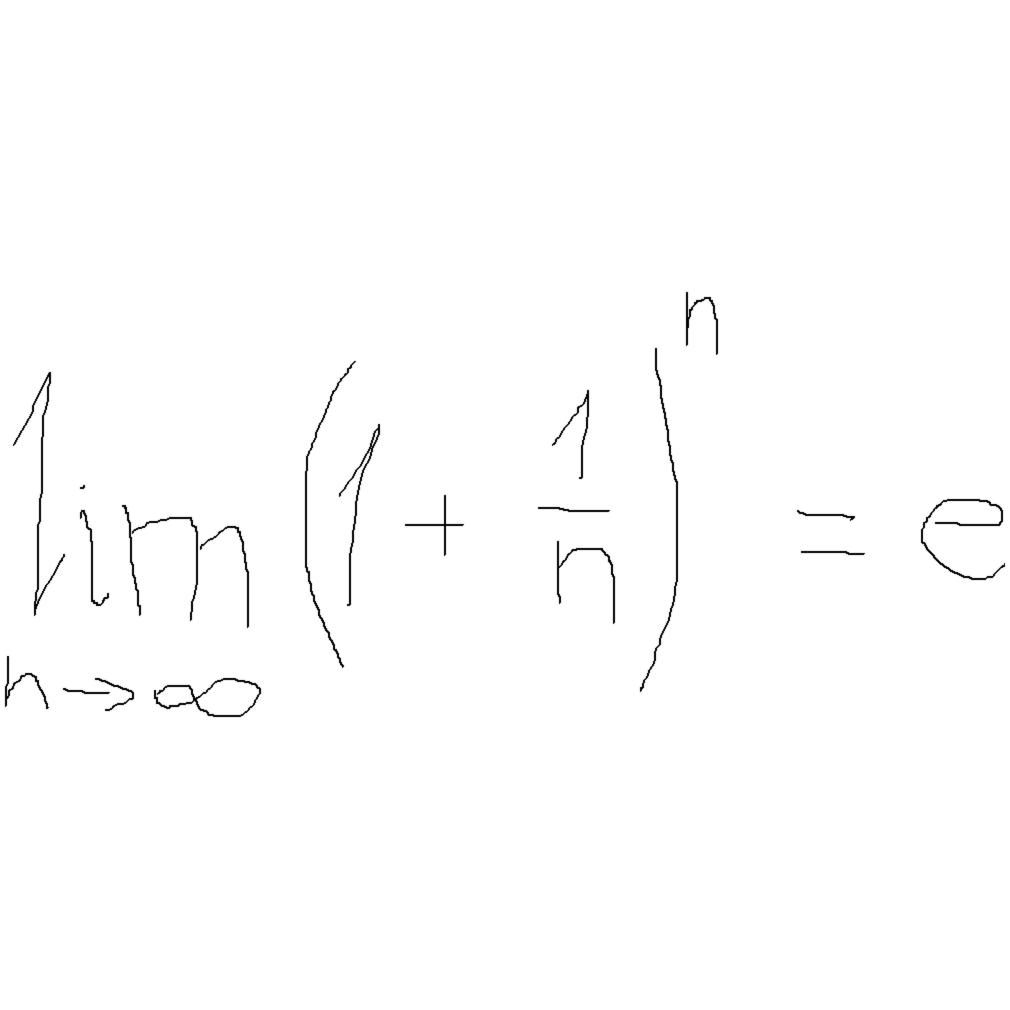 lim (1 + 1/n)^n = e
n → ∞